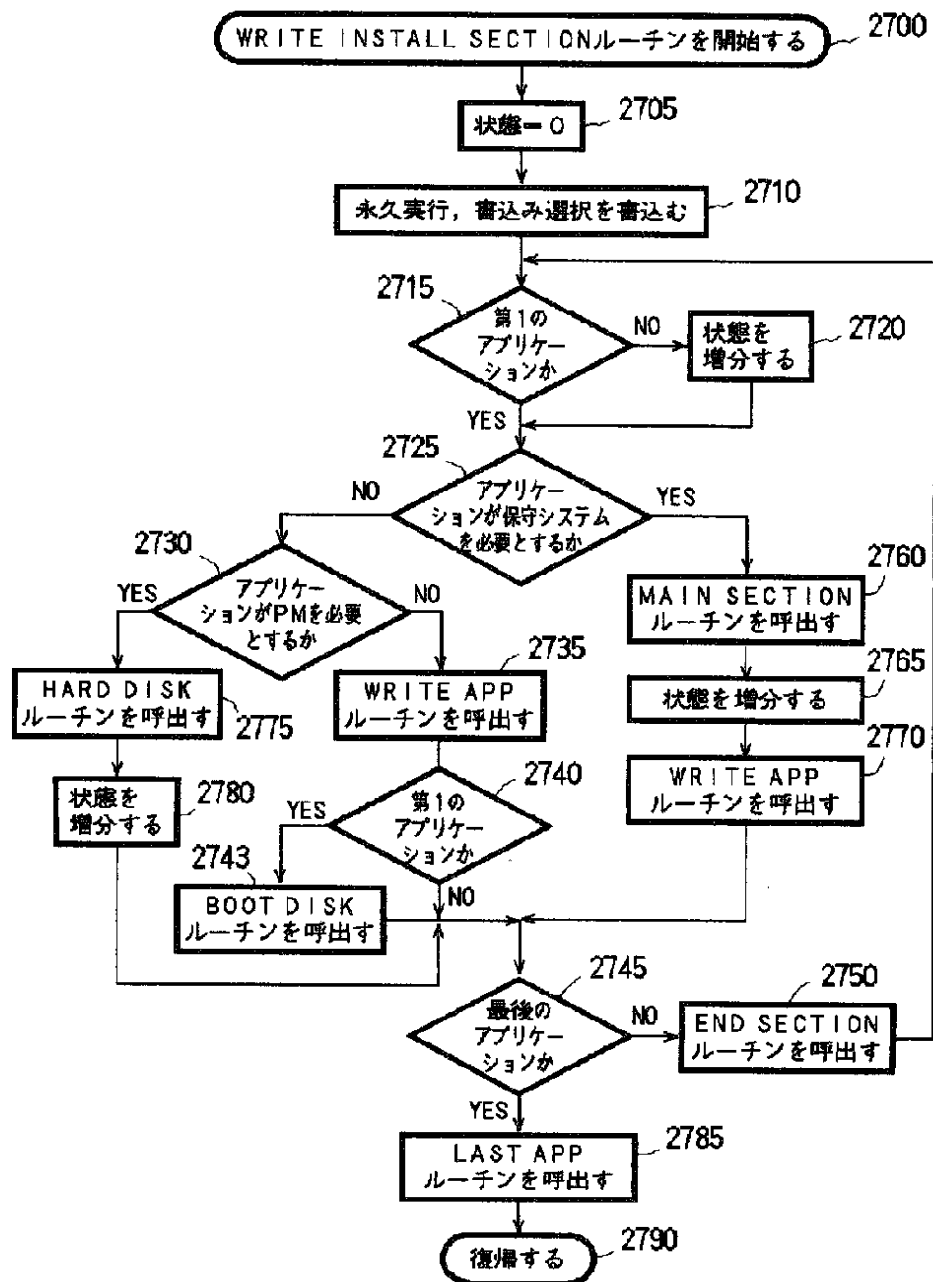 WRITE INSTALL SECTIONルーチンを開始する
2700
状態=0
2705
永久実行,書込み選択を書込む
2710
2715
第1の
アプリケー
ションか
NO
状態を
増分する
2720
YES
2725
アプリケー
ションが保守システム
を必要とするか
NO
YES
2730
アプリケー
ションがPMを必要
とするか
YES
NO
2760
MAIN SECTION
ルーチンを呼出す
HARD DISK
ルーチンを呼出す
2775
2735
WRITE APP
ルーチンを呼出す
2765
状態を増分する
2770
WRITE APP
ルーチンを呼出す
状態を
増分する
2780
2740
第1の
アプリケー
ションか
YES
NO
2743
BOOT DISK
ルーチンを呼出す
2745
最後の
アプリケー
ションか
NO
2750
END SECTION
ルーチンを呼出す
YES
LAST APP
ルーチンを呼出す
2785
復帰する
2790